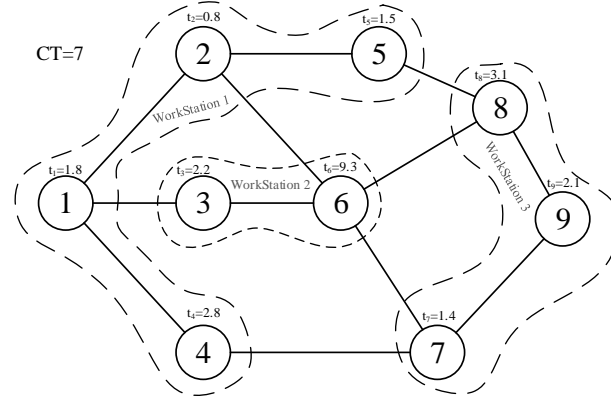 t₂=0.8
t₅=1.5
CT=7
2
5
t₈=3.1
8
WorkStation 1
t₁=1.8
t₃=2.2
WorkStation 2
t₆=9.3
WorkStation 3
t₉=2.1
1
3
6
9
t₄=2.8
t₇=1.4
4
7